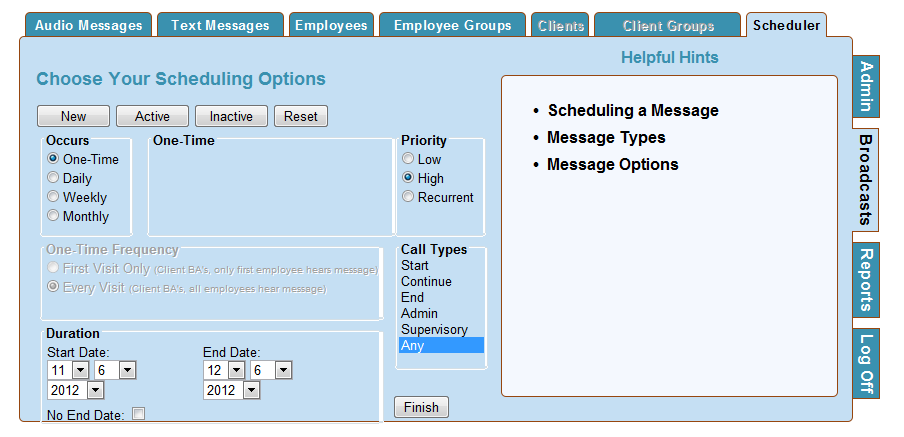 Audio Messages Text Messages Employees Employee Groups Clients Client Groups Scheduler
Helpful Hints
Choose Your Scheduling Options
New Active Inactive Reset
Occurs
One-Time
Daily
Weekly
Monthly
One-Time
Priority
Low
High
Recurrent
One-Time Frequency
First Visit Only (Client BA's, only first employee hears message)
Every Visit (Client BA's, all employees hear message)
Call Types
Start
Continue
End
Admin
Supervisory
Any
Duration
Start Date: End Date:
11 6 12 6
2012 2012
No End Date:
Finish
• Scheduling a Message
• Message Types
• Message Options
Admin
Broadcasts
Reports
Log Off